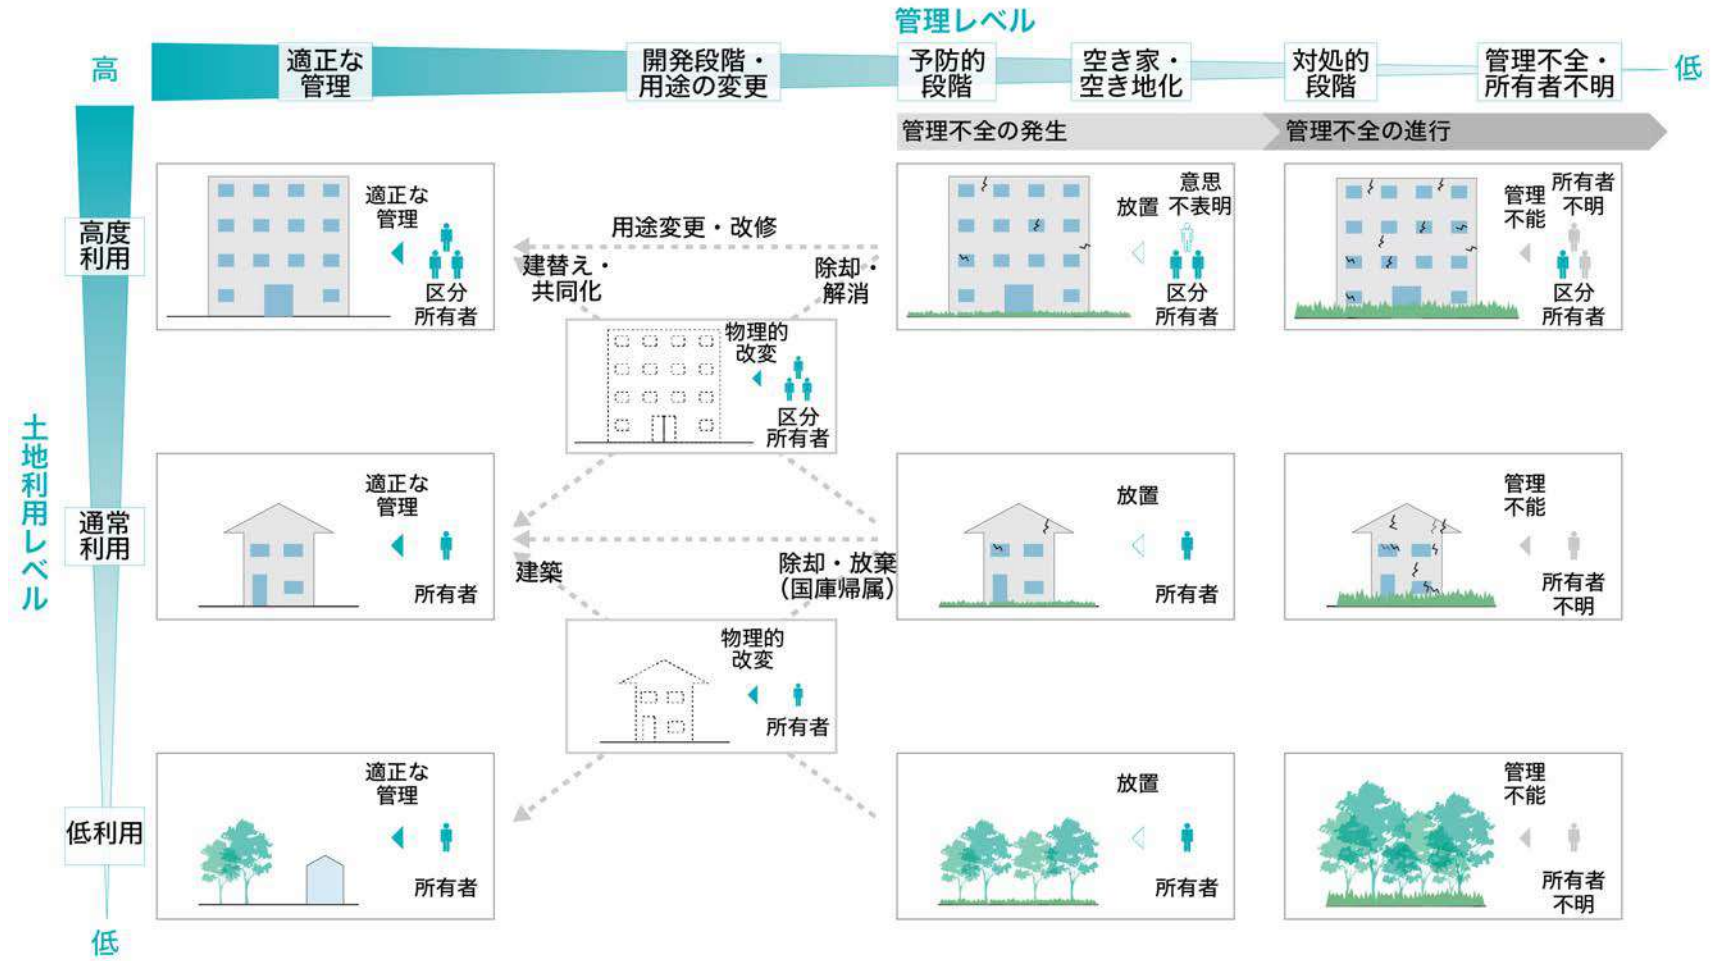 管理レベル
高
適正な
管理
開発段階・
用途の変更
予防的
段階
空き家・
空き地化
対処的
段階
管理不全・
所有者不明
低
管理不全の発生
管理不全の進行
土地利用レベル
高度
利用
適正な
管理
区分
所有者
用途変更・改修
建替え・
共同化
除却・
解消
物理的
改変
区分
所有者
放置
意思
不表明
区分
所有者
管理
不能
所有者
不明
区分
所有者
通常
利用
適正な
管理
所有者
建築
除却・放棄
（国庫帰属）
物理的
改変
所有者
放置
所有者
管理
不能
所有者
不明
低利用
適正な
管理
所有者
放置
所有者
管理
不能
所有者
不明
低